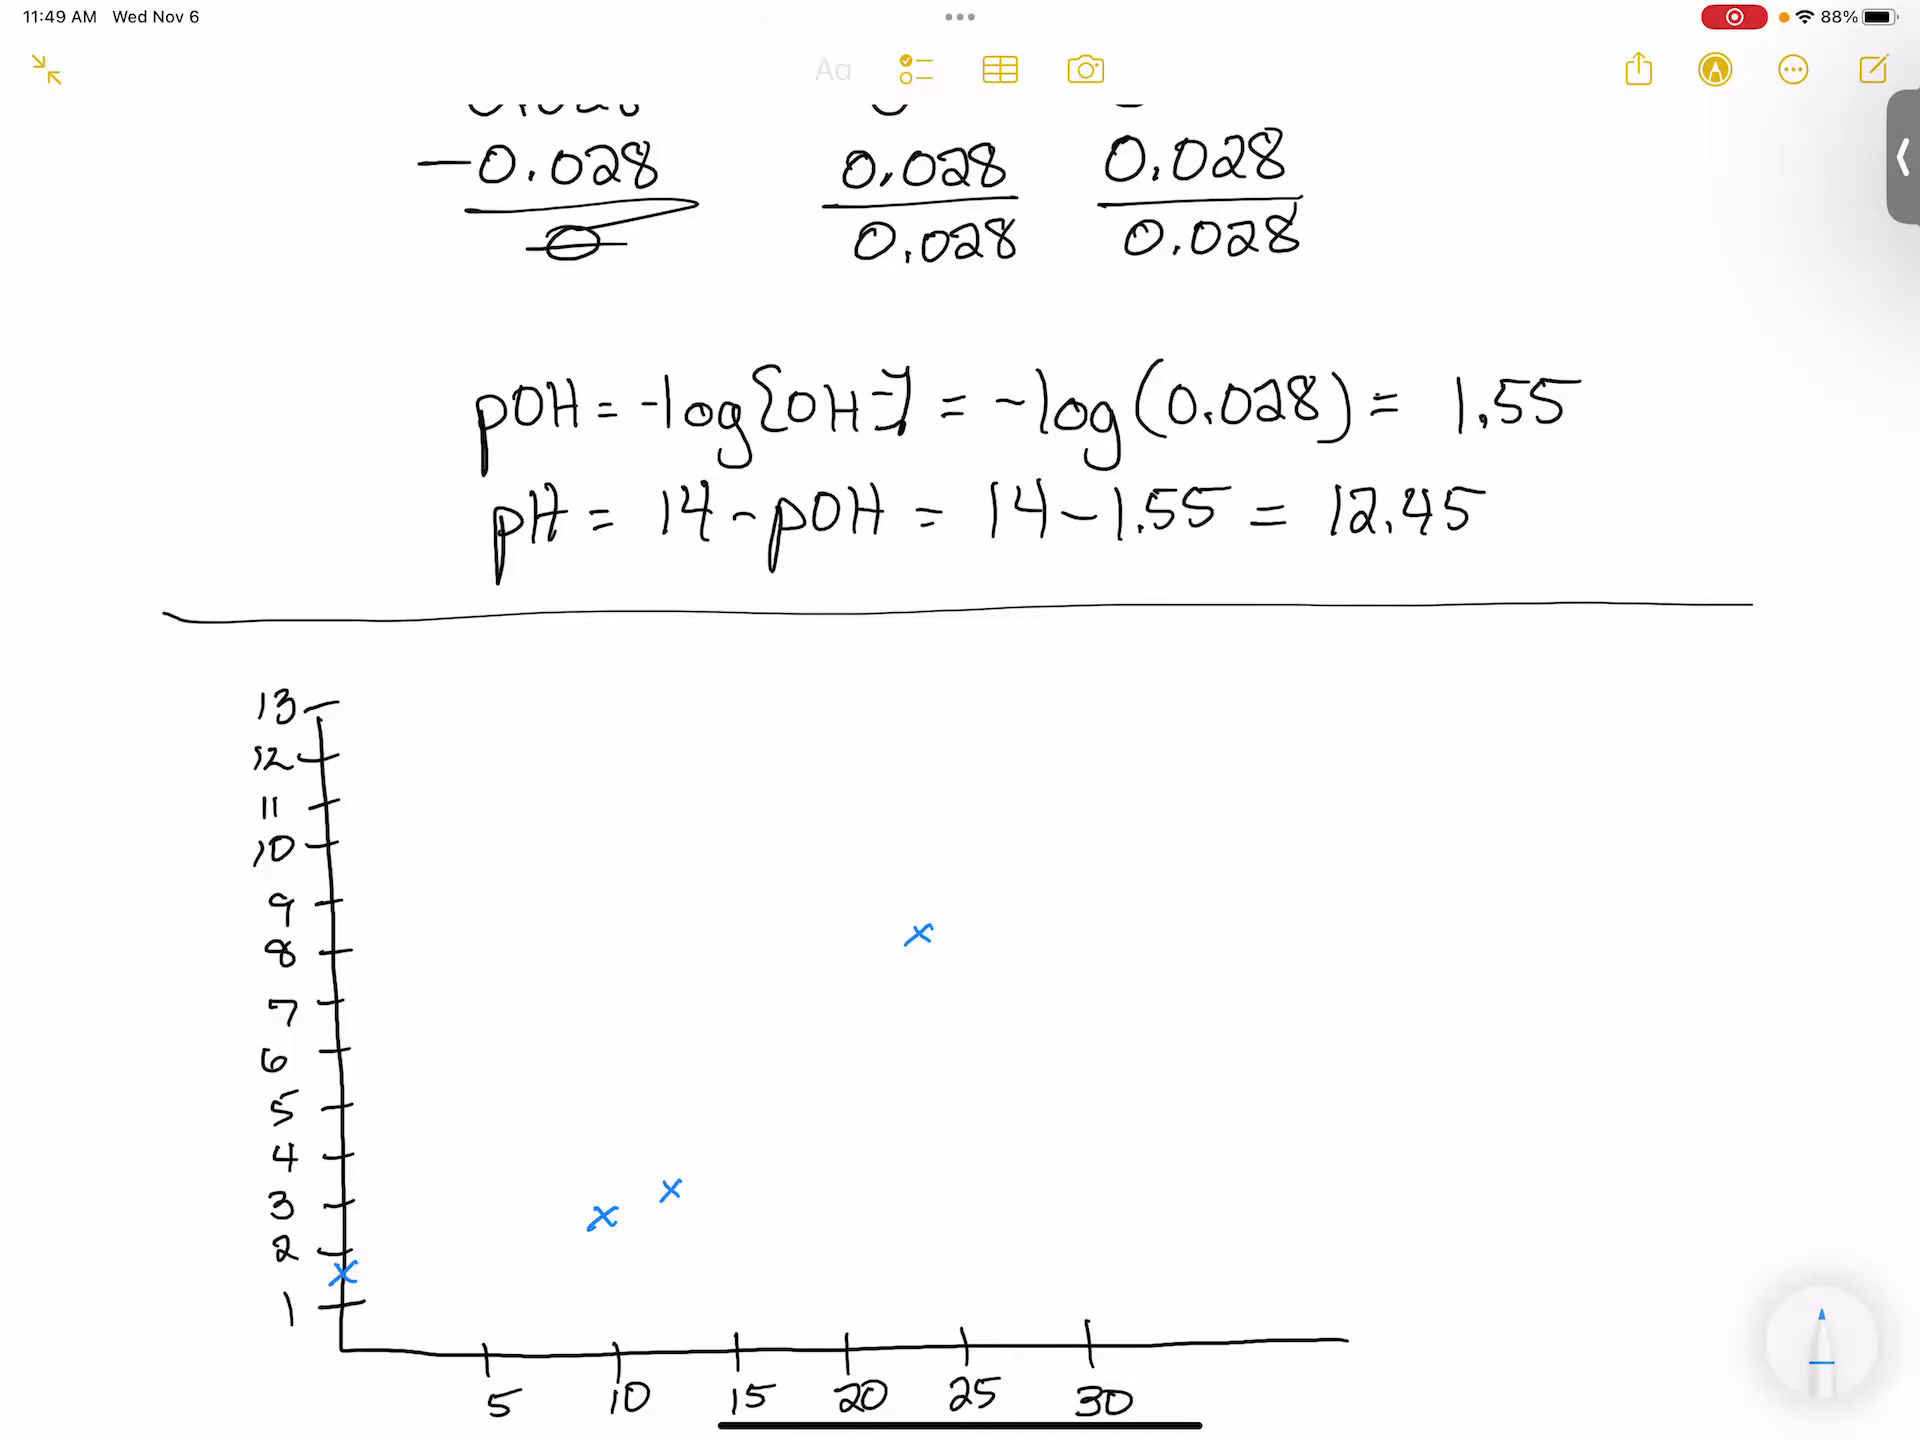 11:49 AM Wed Nov 6
88%
Aa
-0.028 0.028 0.028
0 0.028 0.028
pOH = -log[OH-] = -log(0.028) = 1.55
pH = 14 - pOH = 14 - 1.55 = 12.45
13
12
11
10
9
8
7
6
5
4
3
2
1
5 10 15 20 25 30